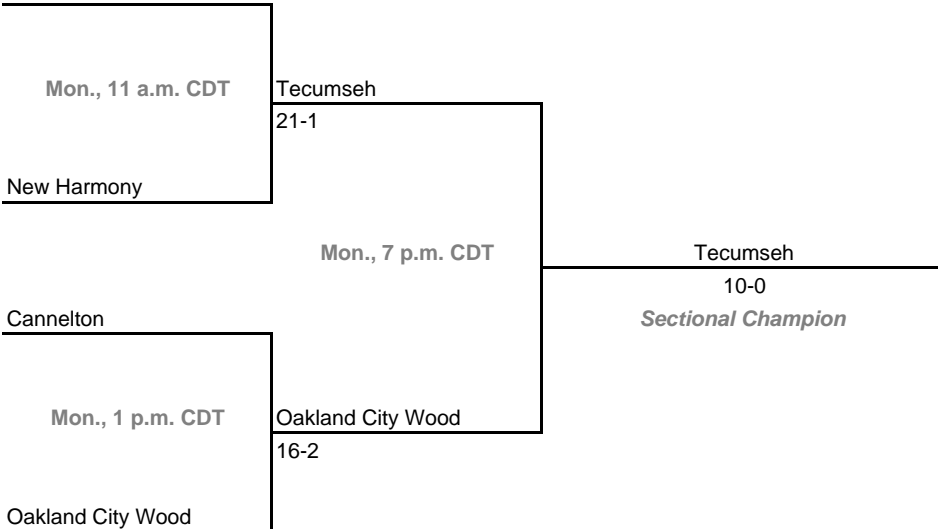 Mon., 11 a.m. CDT
Tecumseh
21-1
New Harmony
Mon., 7 p.m. CDT
Tecumseh
10-0
Sectional Champion
Cannelton
Mon., 1 p.m. CDT
Oakland City Wood
16-2
Oakland City Wood